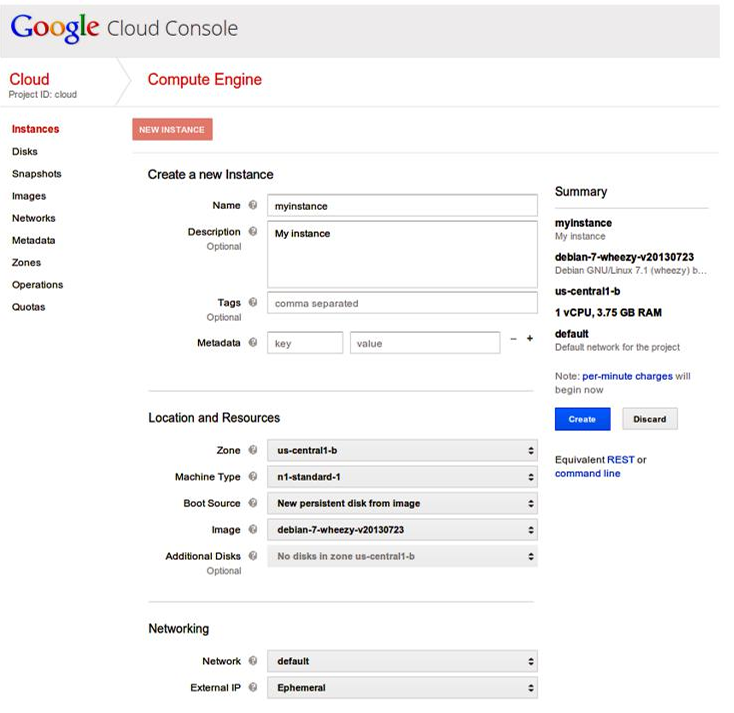 Google Cloud Console
Cloud
Project ID: cloud
Compute Engine
Instances
Disks
Snapshots
Images
Networks
Metadata
Zones
Operations
Quotas
NEW INSTANCE
Create a new Instance
Name myinstance
Description My instance
Optional
Tags comma separated
Optional
Metadata key value − +
Location and Resources
Zone us-central1-b
Machine Type n1-standard-1
Boot Source New persistent disk from image
Image debian-7-wheezy-v20130723
Additional Disks No disks in zone us-central1-b
Optional
Networking
Network default
External IP Ephemeral
Summary
myinstance
My instance
debian-7-wheezy-v20130723
Debian GNU/Linux 7.1 (wheezy) b...
us-central1-b
1 vCPU, 3.75 GB RAM
default
Default network for the project
Note: per-minute charges will
begin now
Create Discard
Equivalent REST or
command line